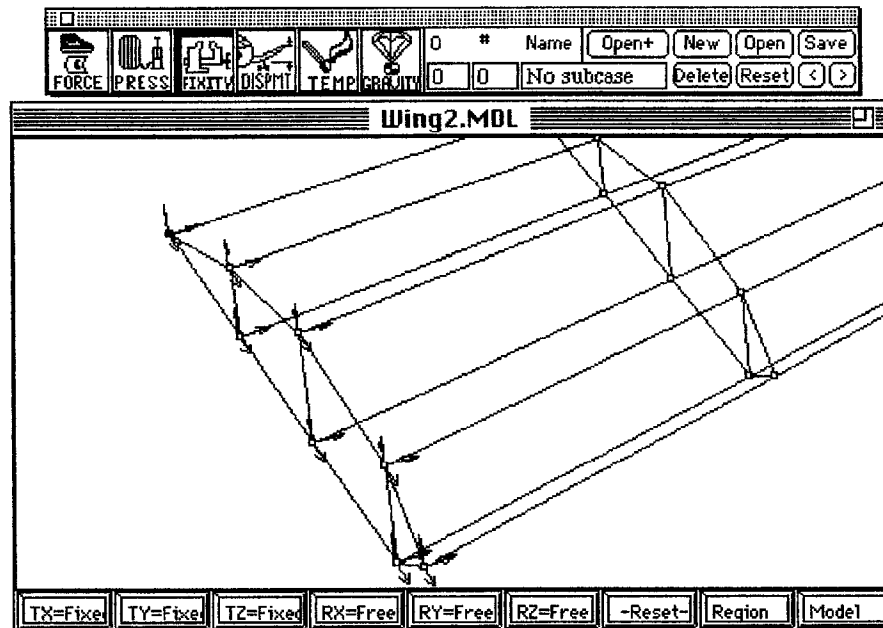 0 # Name Open+ New Open Save
FORCE PRESS FIXITY DISPMT TEMP GRAVITY 0 0 No subcase Delete Reset < >
Wing2.MDL
TX=Fixed TY=Fixed TZ=Fixed RX=Free RY=Free RZ=Free -Reset- Region Model